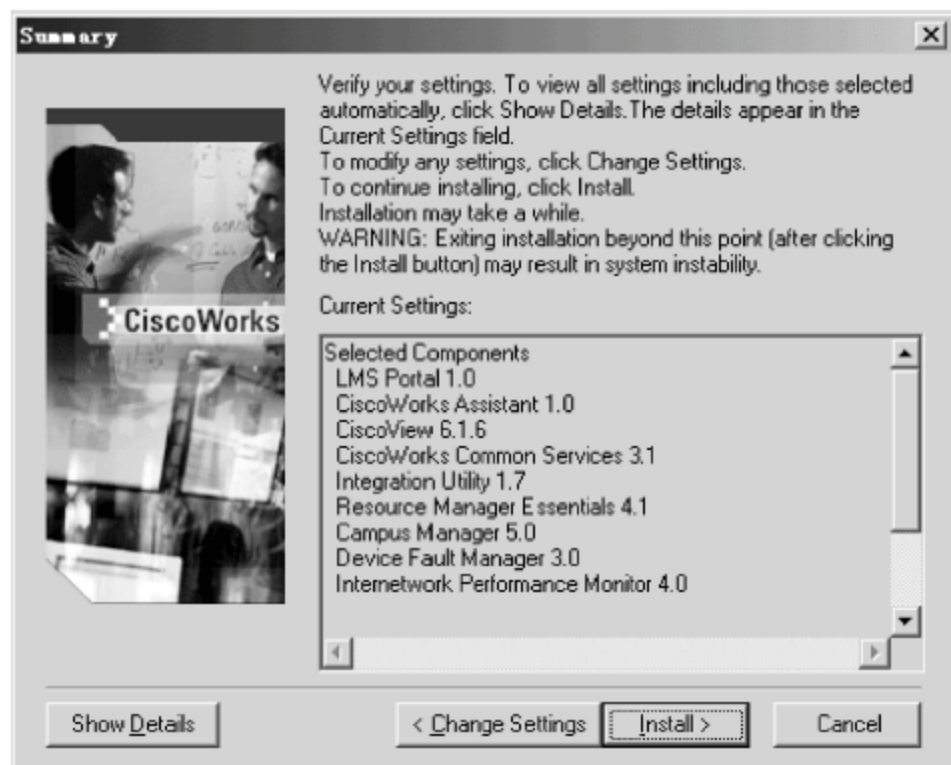 Summary
Verify your settings. To view all settings including those selected
automatically, click Show Details.The details appear in the
Current Settings field.
To modify any settings, click Change Settings.
To continue installing, click Install.
Installation may take a while.
WARNING: Exiting installation beyond this point (after clicking
the Install button) may result in system instability.
CiscoWorks
Current Settings:
Selected Components
LMS Portal 1.0
CiscoWorks Assistant 1.0
CiscoView 6.1.6
CiscoWorks Common Services 3.1
Integration Utility 1.7
Resource Manager Essentials 4.1
Campus Manager 5.0
Device Fault Manager 3.0
Internetwork Performance Monitor 4.0
Show Details
< Change Settings
Install >
Cancel